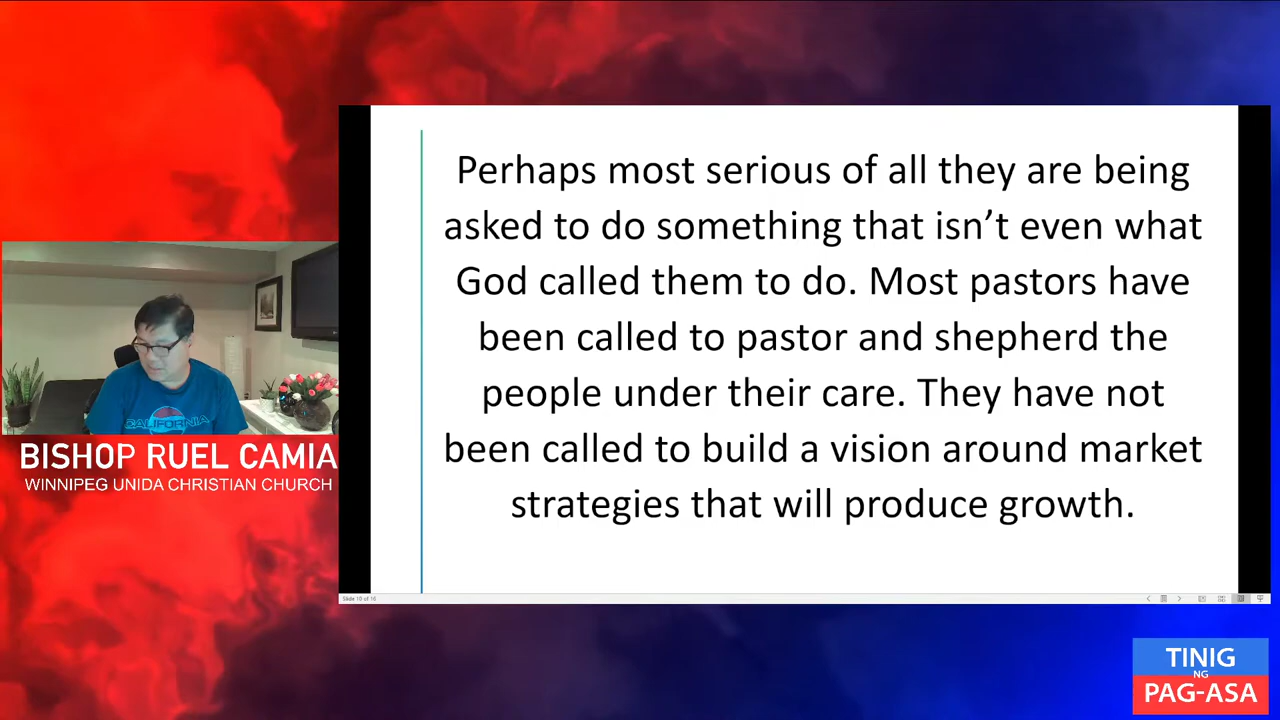 Perhaps most serious of all they are being
asked to do something that isn’t even what
God called them to do. Most pastors have
been called to pastor and shepherd the
people under their care. They have not
been called to build a vision around market
strategies that will produce growth.
CALIFORNIA
BISHOP RUEL CAMIA
WINNIPEG UNIDA CHRISTIAN CHURCH
TINIG
NG
PAG-ASA